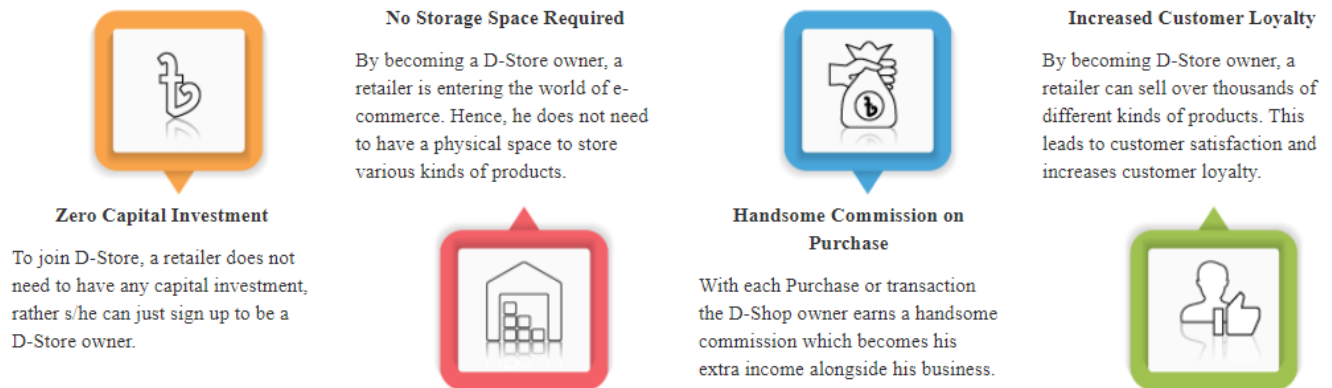 Zero Capital Investment
To join D-Store, a retailer does not
need to have any capital investment,
rather s/he can just sign up to be a
D-Store owner.
No Storage Space Required
By becoming a D-Store owner, a
retailer is entering the world of e-
commerce. Hence, he does not need
to have a physical space to store
various kinds of products.
৳
Handsome Commission on
Purchase
With each Purchase or transaction
the D-Shop owner earns a handsome
commission which becomes his
extra income alongside his business.
Increased Customer Loyalty
By becoming D-Store owner, a
retailer can sell over thousands of
different kinds of products. This
leads to customer satisfaction and
increases customer loyalty.